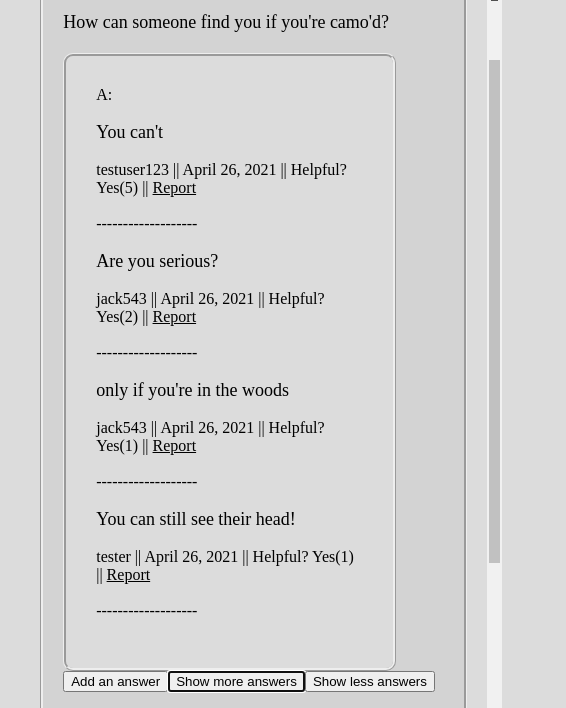 How can someone find you if you're camo'd?
A:
You can't
testuser123 || April 26, 2021 || Helpful?
Yes(5) || Report
-------------------
Are you serious?
jack543 || April 26, 2021 || Helpful?
Yes(2) || Report
-------------------
only if you're in the woods
jack543 || April 26, 2021 || Helpful?
Yes(1) || Report
-------------------
You can still see their head!
tester || April 26, 2021 || Helpful? Yes(1)
|| Report
-------------------
Add an answer Show more answers Show less answers